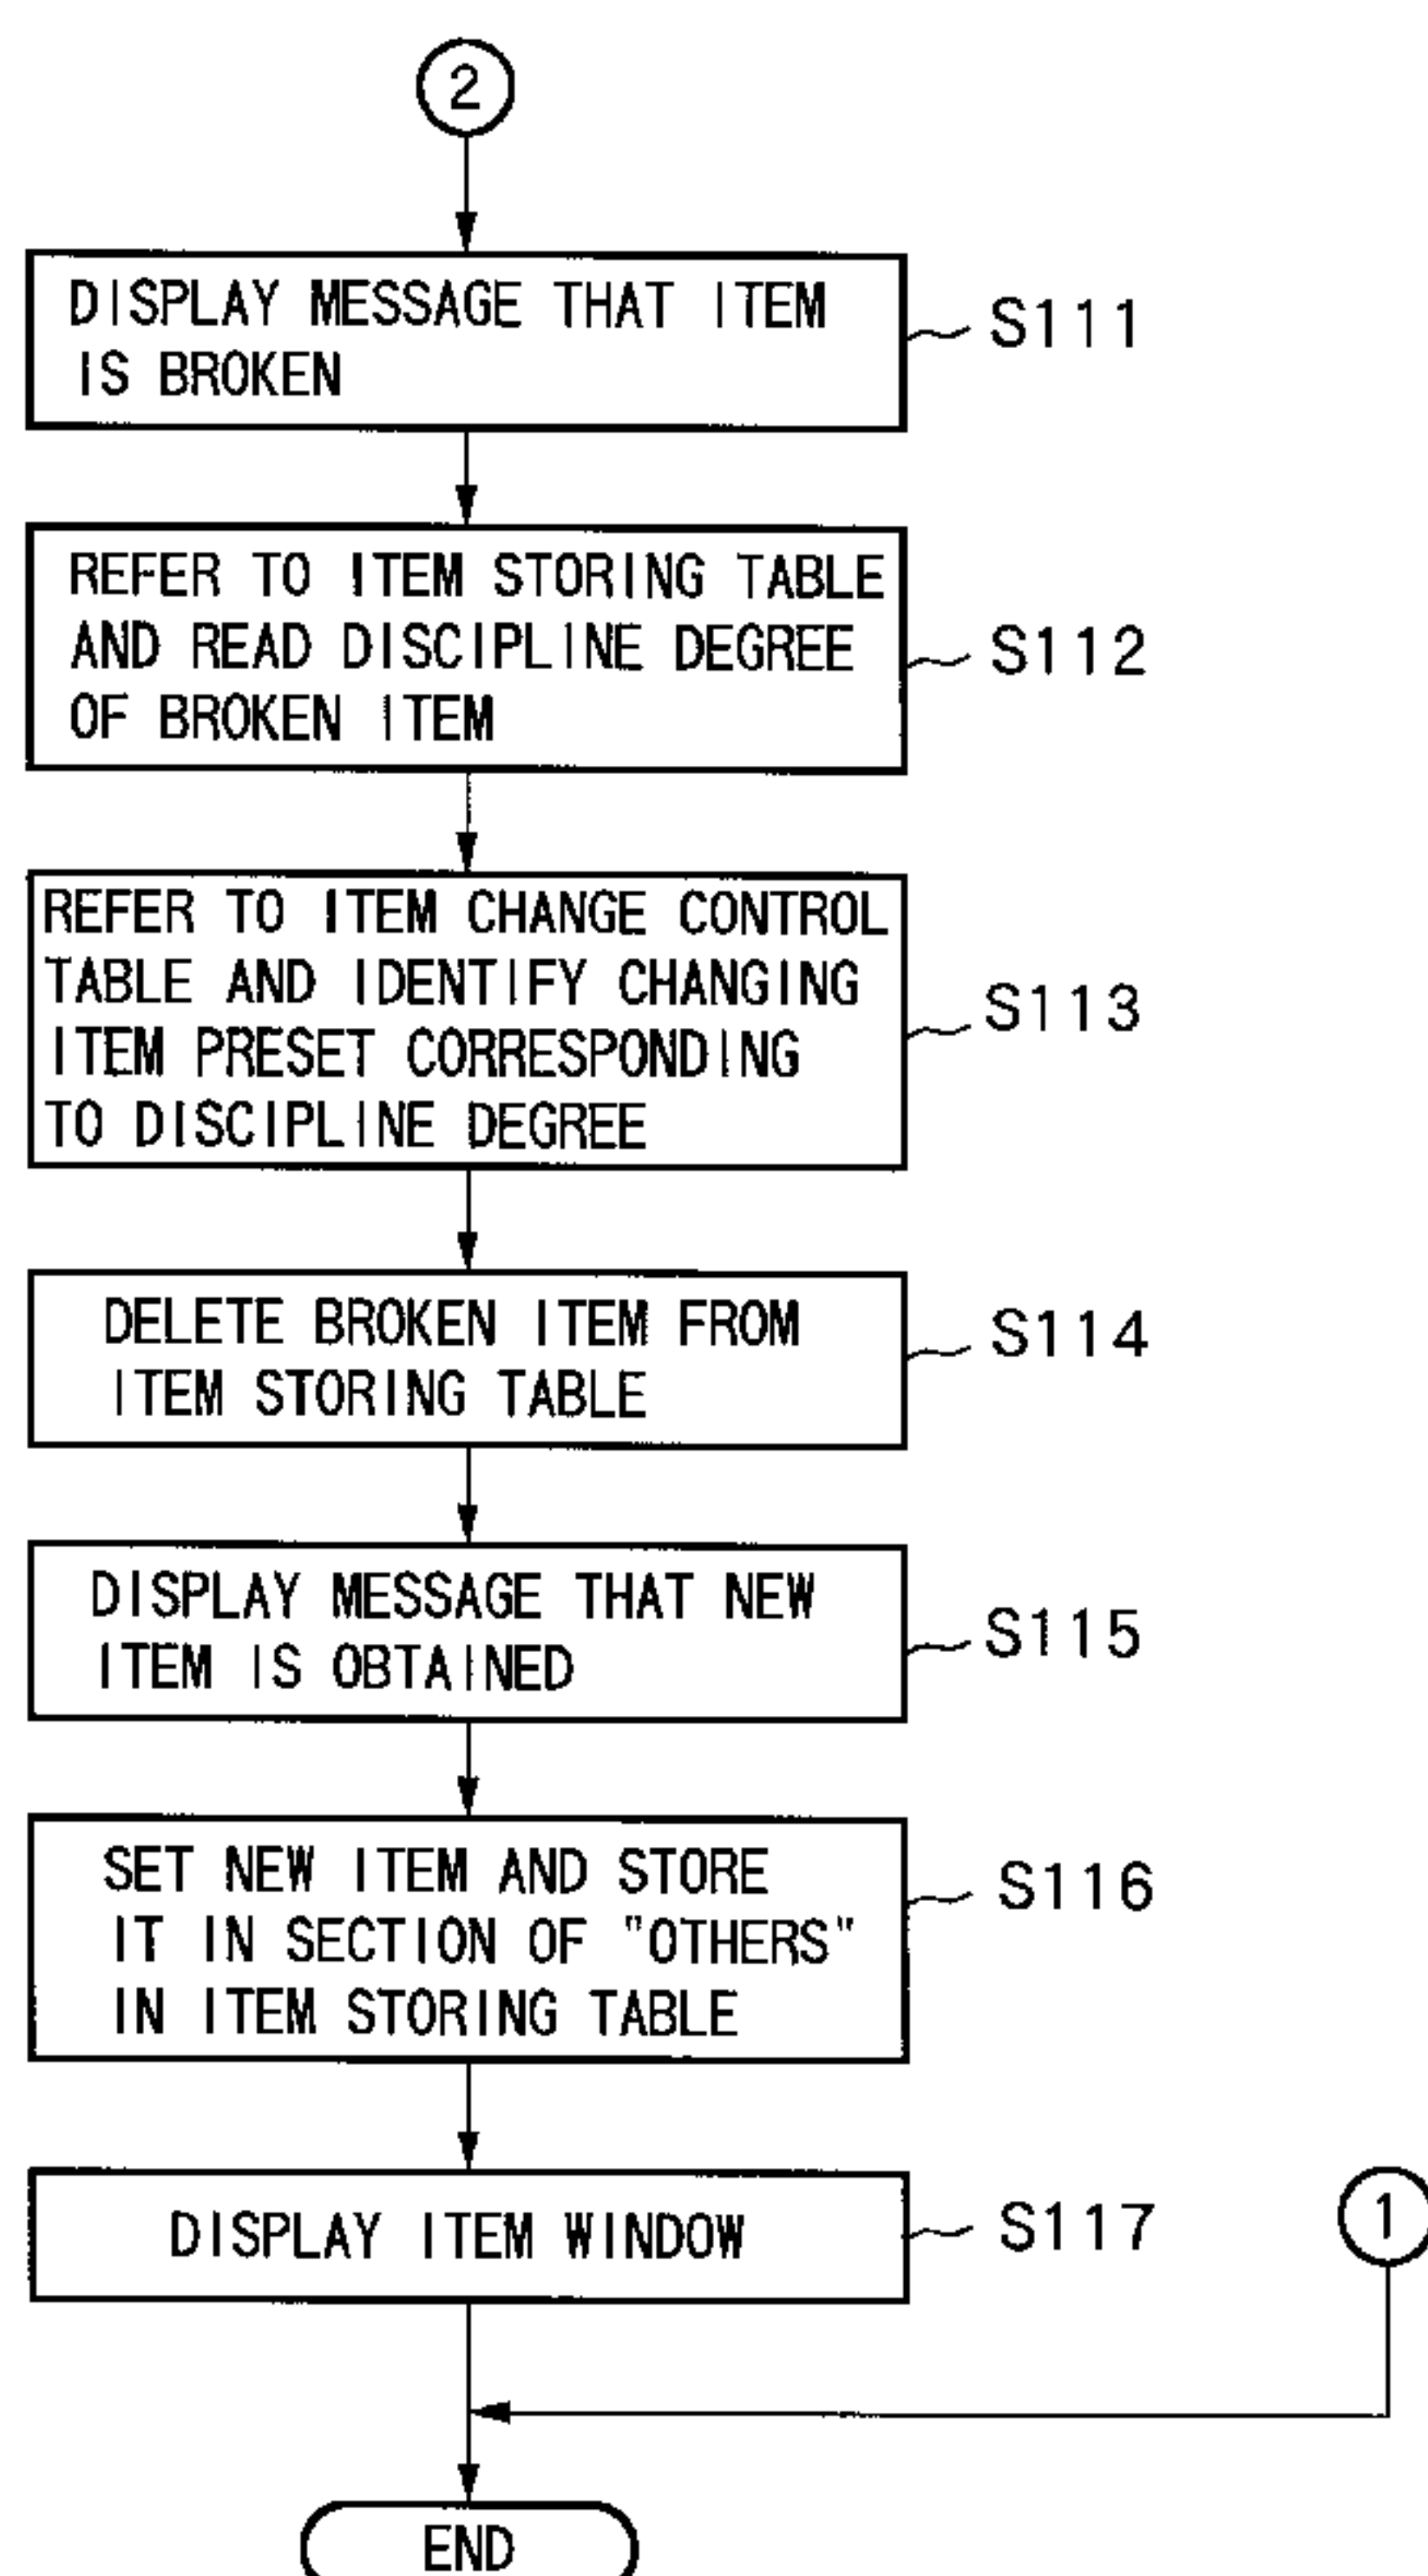 2
DISPLAY MESSAGE THAT ITEM
IS BROKEN
S111
REFER TO ITEM STORING TABLE
AND READ DISCIPLINE DEGREE
OF BROKEN ITEM
S112
REFER TO ITEM CHANGE CONTROL
TABLE AND IDENTIFY CHANGING
ITEM PRESET CORRESPONDING
TO DISCIPLINE DEGREE
S113
DELETE BROKEN ITEM FROM
ITEM STORING TABLE
S114
DISPLAY MESSAGE THAT NEW
ITEM IS OBTAINED
S115
SET NEW ITEM AND STORE
IT IN SECTION OF "OTHERS"
IN ITEM STORING TABLE
S116
DISPLAY ITEM WINDOW
S117
1
END